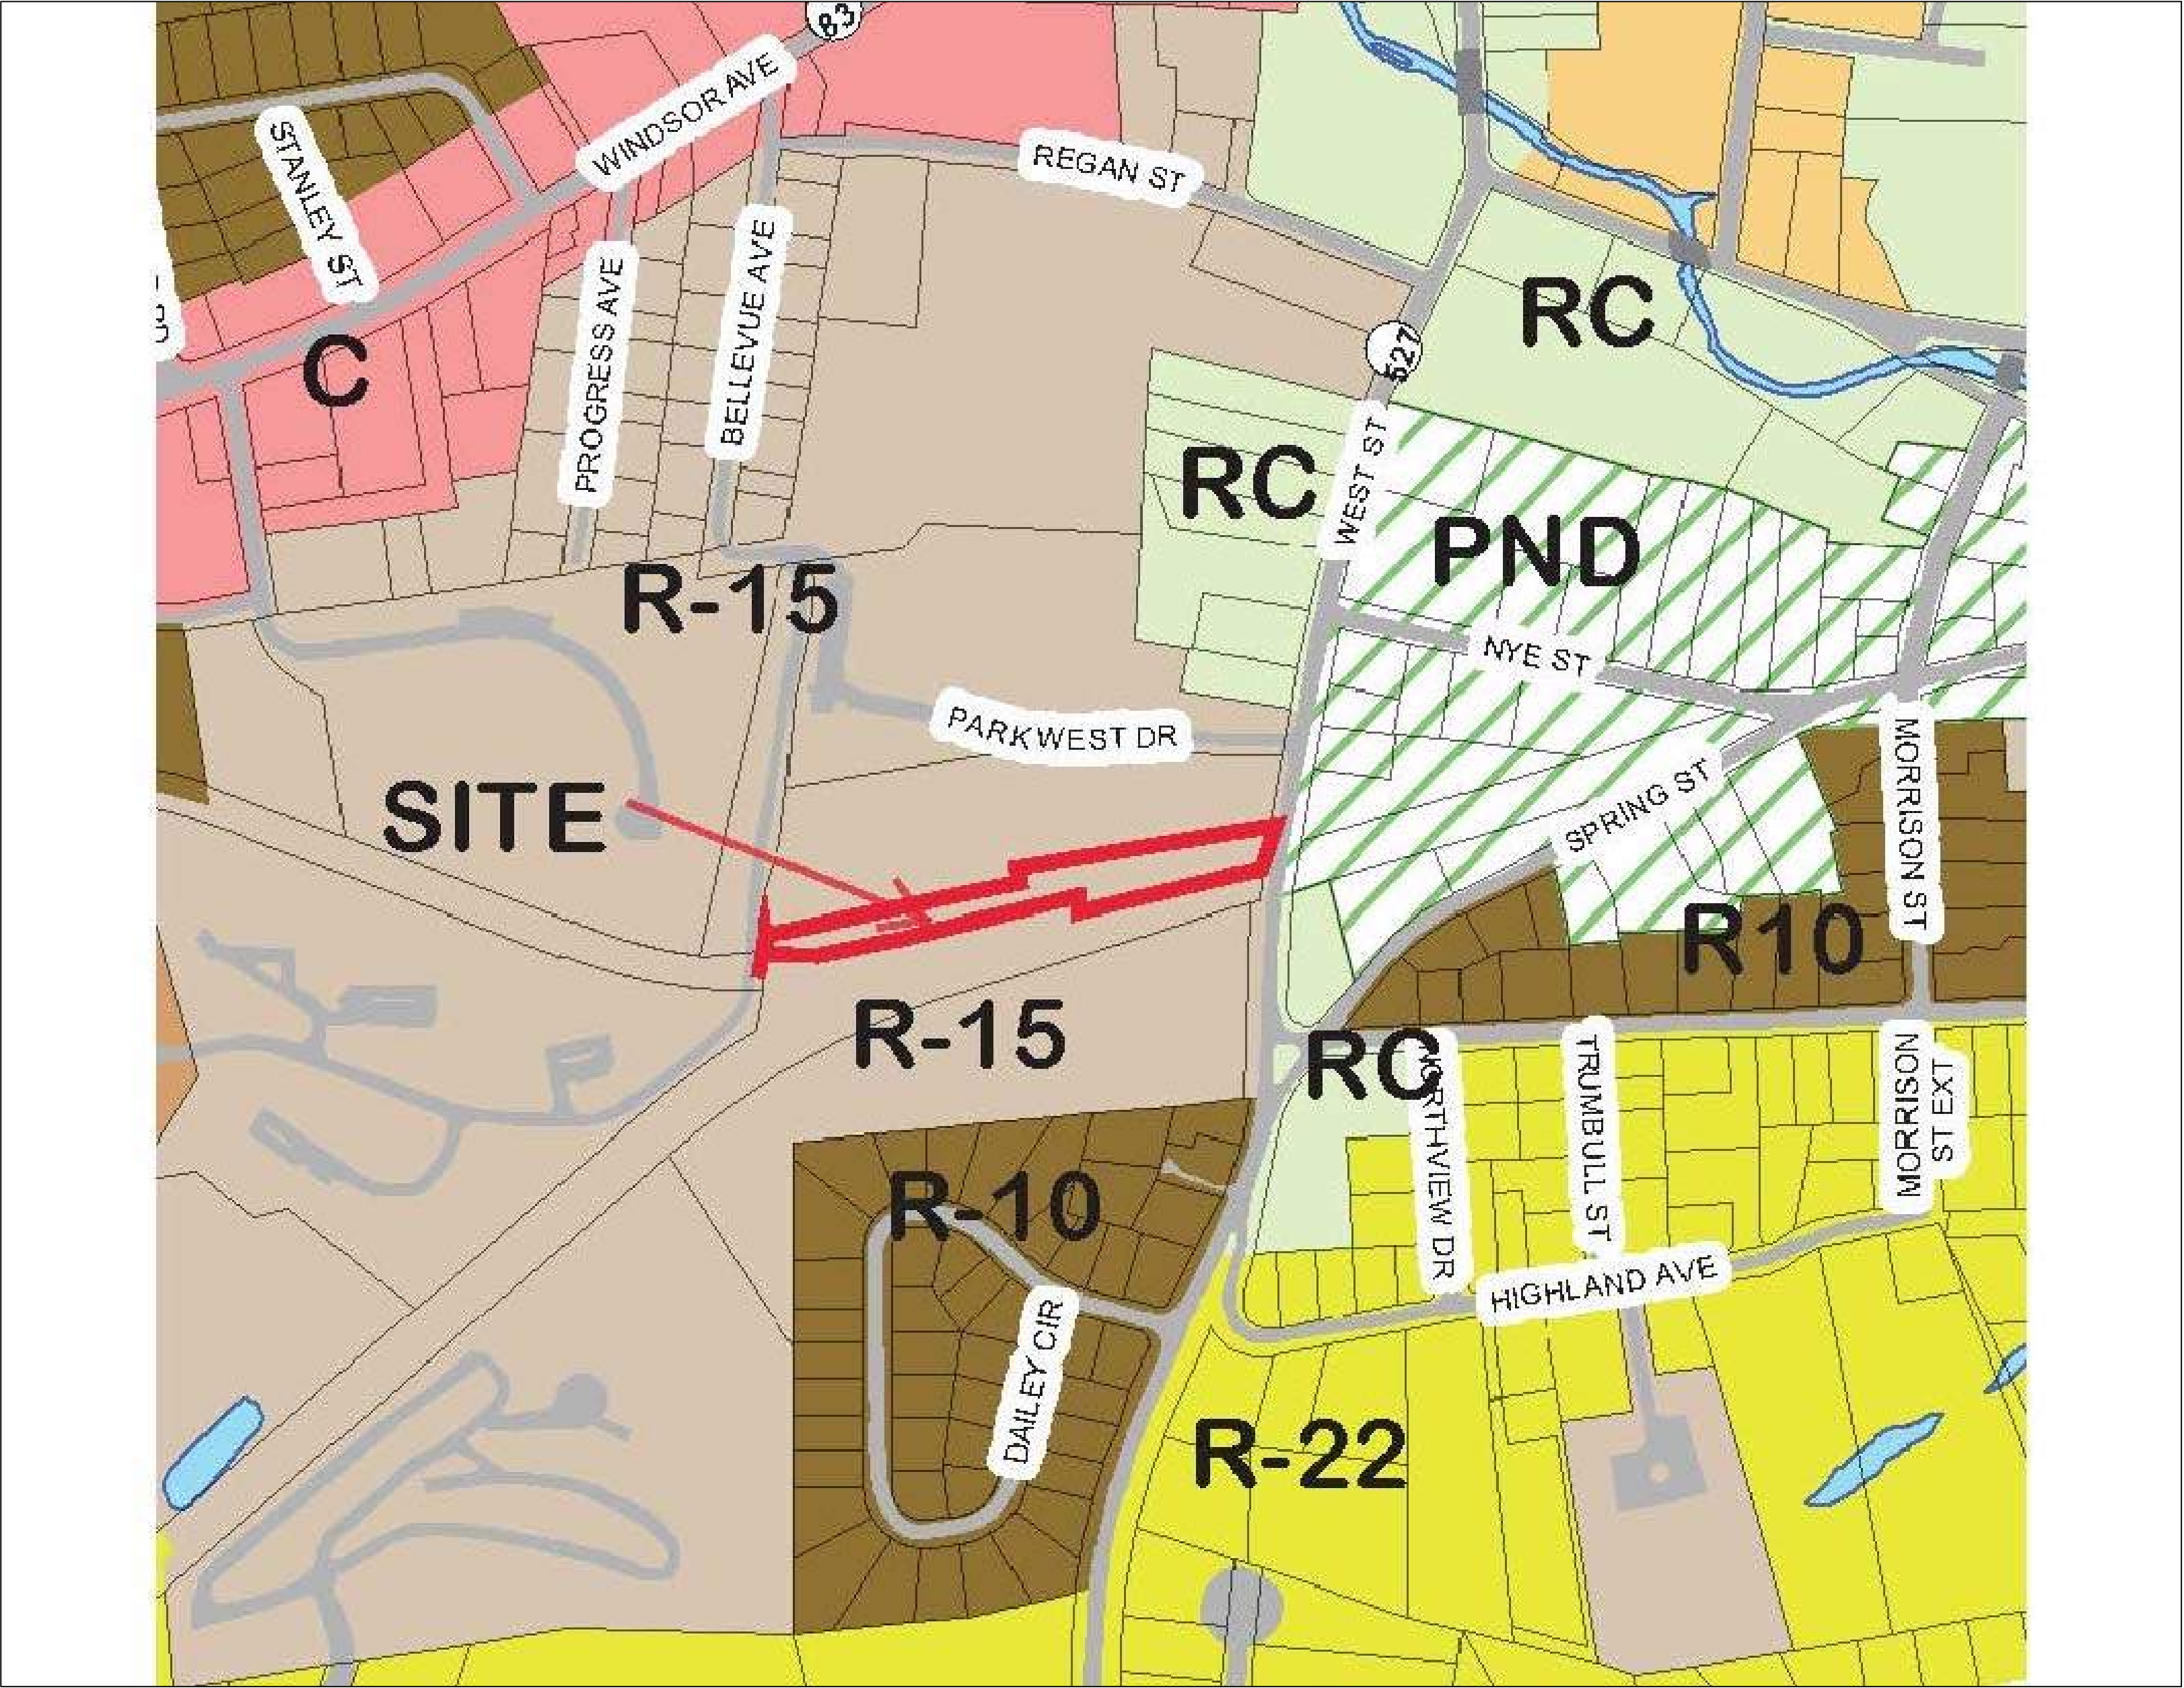 83
WINDSOR AVE
STANLEY ST
REGAN ST
PROGRESS AVE
BELLEVUE AVE
C
RC
527
RC
WEST ST
PND
R-15
NYE ST
PARKWEST DR
SPRING ST
MORRISON ST
SITE
R10
R-15
RC
NORTHVIEW DR
TRUMBULL ST
MORRISON
ST EXT
R-10
HIGHLAND AVE
DAILEY CIR
R-22